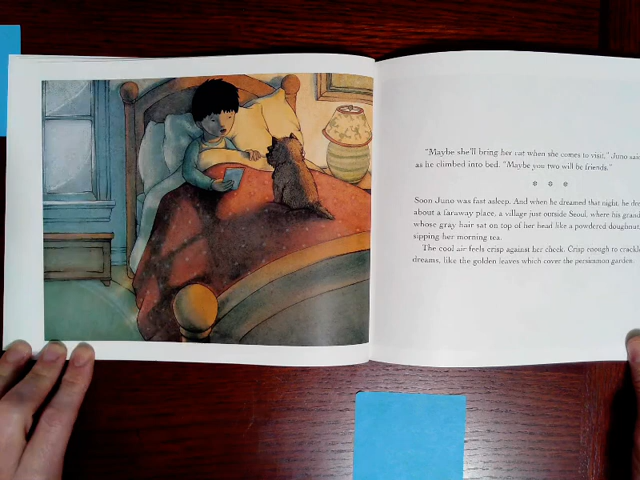 "Maybe she'll bring her cat when she comes to visit," Juno said
as he climbed into bed. "Maybe you two will be friends."
* * *
Soon Juno was fast asleep. And when he dreamed that night, he
about a faraway place, a village just outside Seoul, where his
whose gray hair sat on top of her head like a powdered doughnut,
sipping her morning tea.
The cool air feels crisp against her cheek. Crisp enough to crackle
dreams, like the golden leaves which cover the persimmon garden.